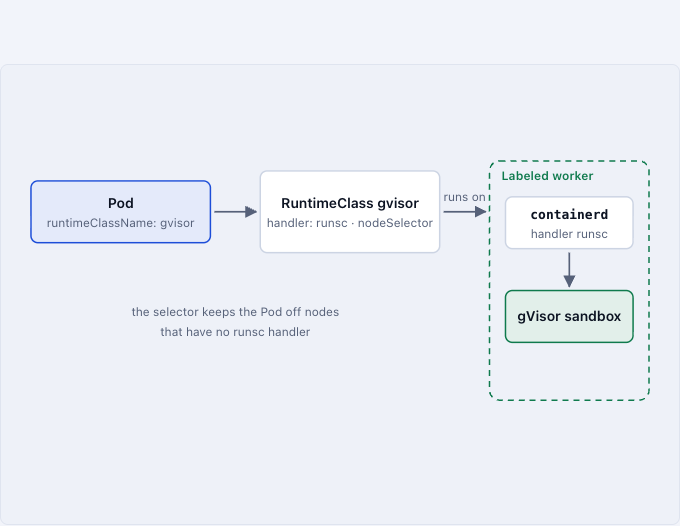 Pod
runtimeClassName: gvisor
RuntimeClass gvisor
handler: runsc · nodeSelector
runs on
Labeled worker
containerd
handler runsc
gVisor sandbox
the selector keeps the Pod off nodes
that have no runsc handler